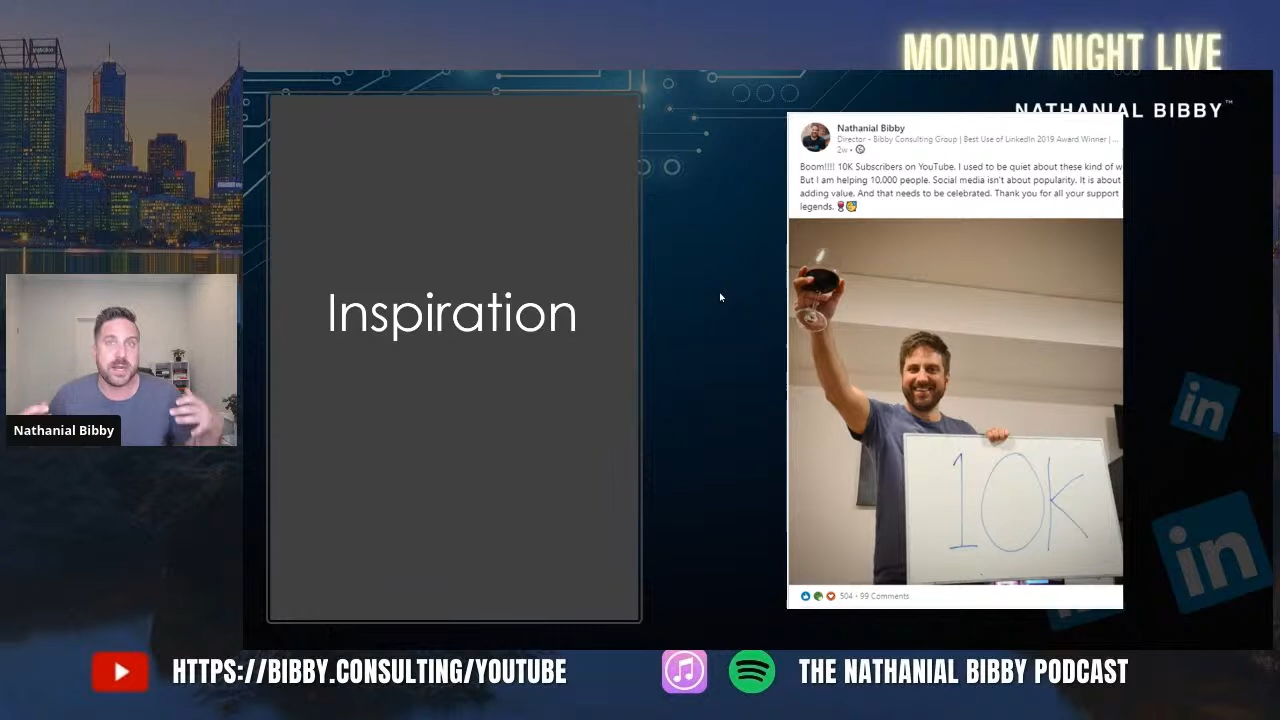 MONDAY NIGHT LIVE
NATHANIAL BIBBY™
Nathanial Bibby
Director - Bibby Consulting Group | Best Use of LinkedIn 2019 Award Winner | ...
2w •
Boom!!!! 10K Subscribers on YouTube. I used to be quiet about these kind of w
But I am helping 10,000 people. Social media isn't about popularity. It is about
adding value. And that needs to be celebrated. Thank you for all your support
legends.
Inspiration
10K
Nathanial Bibby
in
in
504 • 99 Comments
HTTPS://BIBBY.CONSULTING/YOUTUBE
THE NATHANIAL BIBBY PODCAST